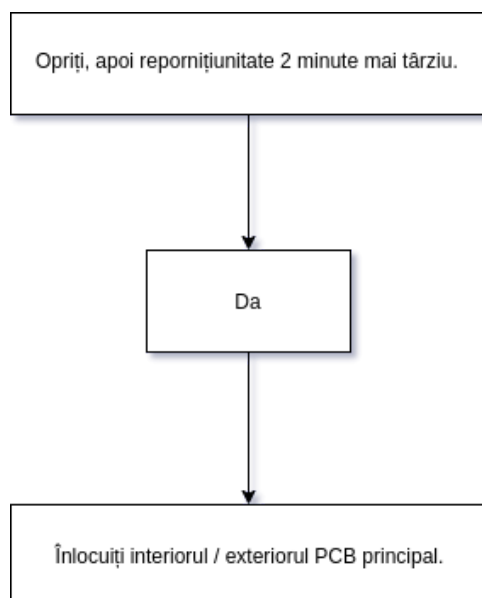 Opriți, apoi repornițiunitate 2 minute mai târziu.
Da
Înlocuiți interiorul / exteriorul PCB principal.